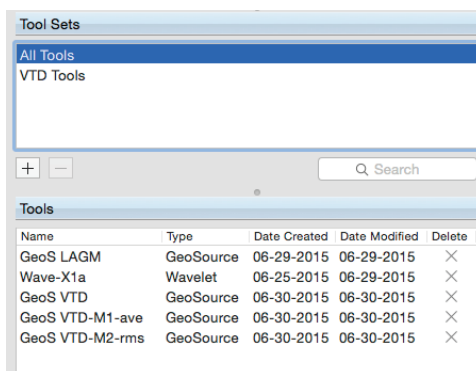 Tool Sets
All Tools
VTD Tools
Search
Tools
Name Type Date Created Date Modified Delete
GeoS LAGM GeoSource 06-29-2015 06-29-2015
Wave-X1a Wavelet 06-25-2015 06-29-2015
GeoS VTD GeoSource 06-30-2015 06-30-2015
GeoS VTD-M1-ave GeoSource 06-30-2015 06-30-2015
GeoS VTD-M2-rms GeoSource 06-30-2015 06-30-2015